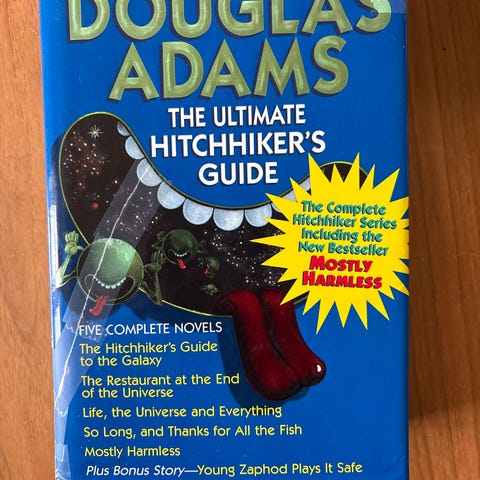 DOUGLAS
ADAMS
THE ULTIMATE
HITCHHIKER'S
GUIDE
The Complete
Hitchhiker Series
Including the
New Bestseller
MOSTLY
HARMLESS
FIVE COMPLETE NOVELS
The Hitchhiker's Guide
to the Galaxy
The Restaurant at the End
of the Universe
Life, the Universe and Everything
So Long, and Thanks for All the Fish
Mostly Harmless
Plus Bonus Story—Young Zaphod Plays It Safe